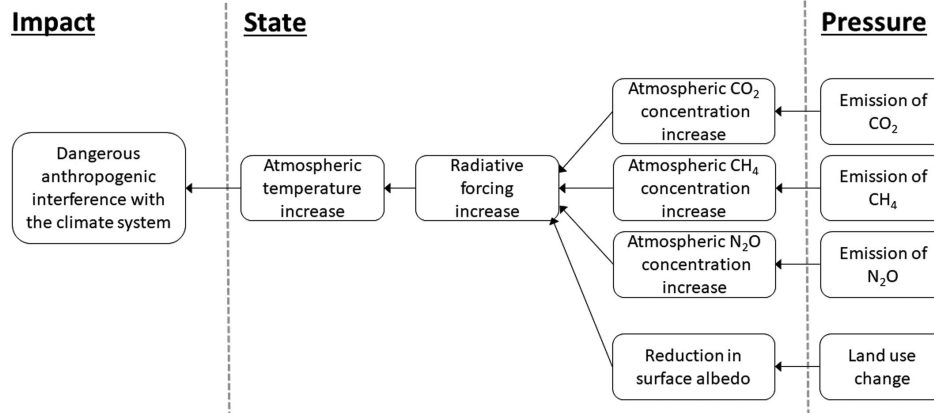 Impact
State
Pressure
Dangerous
anthropogenic
interference with
the climate system
Atmospheric
temperature
increase
Radiative
forcing
increase
Atmospheric CO₂
concentration
increase
Atmospheric CH₄
concentration
increase
Atmospheric N₂O
concentration
increase
Reduction in
surface albedo
Emission of
CO₂
Emission of
CH₄
Emission of
N₂O
Land use
change